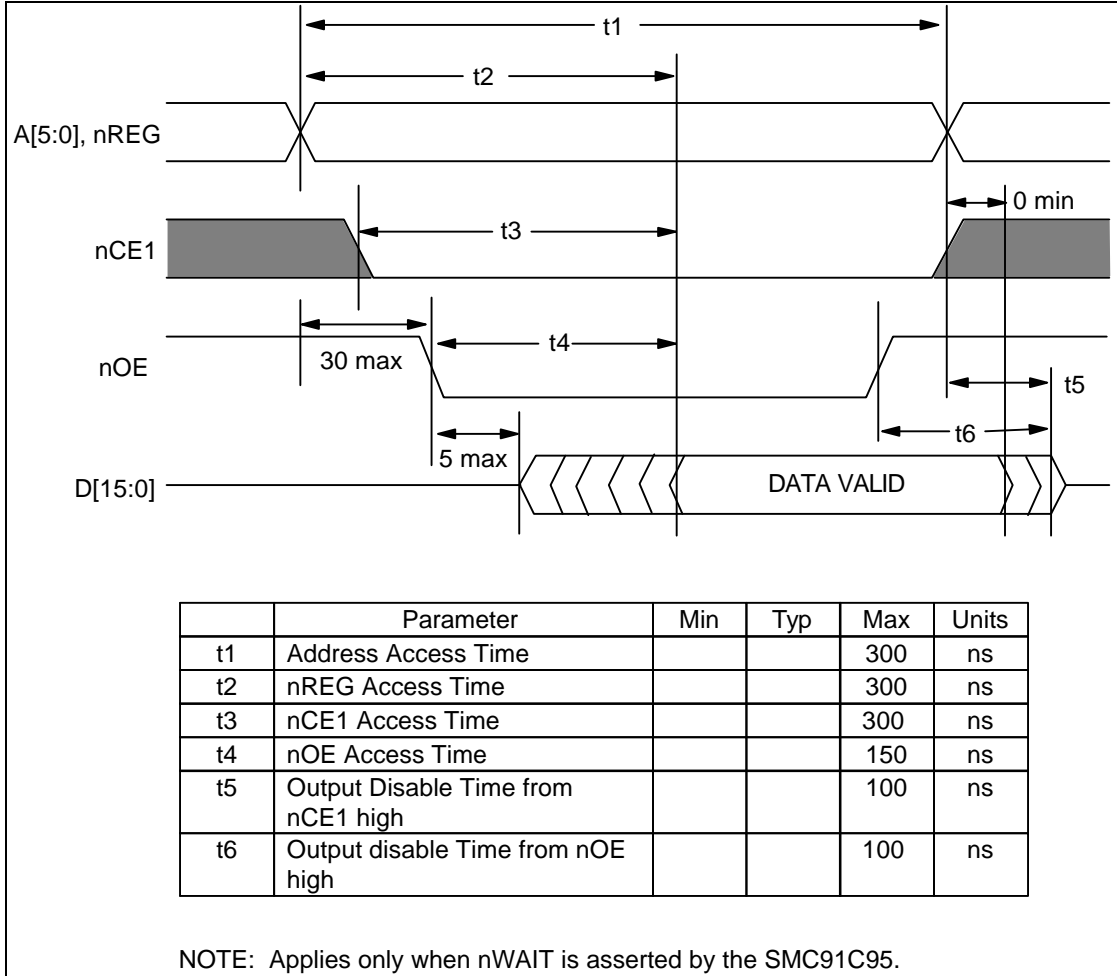 t1
t2
A[5:0], nREG
0 min
t3
nCE1
t4
30 max
nOE
t5
t6
5 max
D[15:0]
DATA VALID
Parameter Min Typ Max Units
t1 Address Access Time 300 ns
t2 nREG Access Time 300 ns
t3 nCE1 Access Time 300 ns
t4 nOE Access Time 150 ns
t5 Output Disable Time from 100 ns
nCE1 high
t6 Output disable Time from nOE 100 ns
high
NOTE: Applies only when nWAIT is asserted by the SMC91C95.